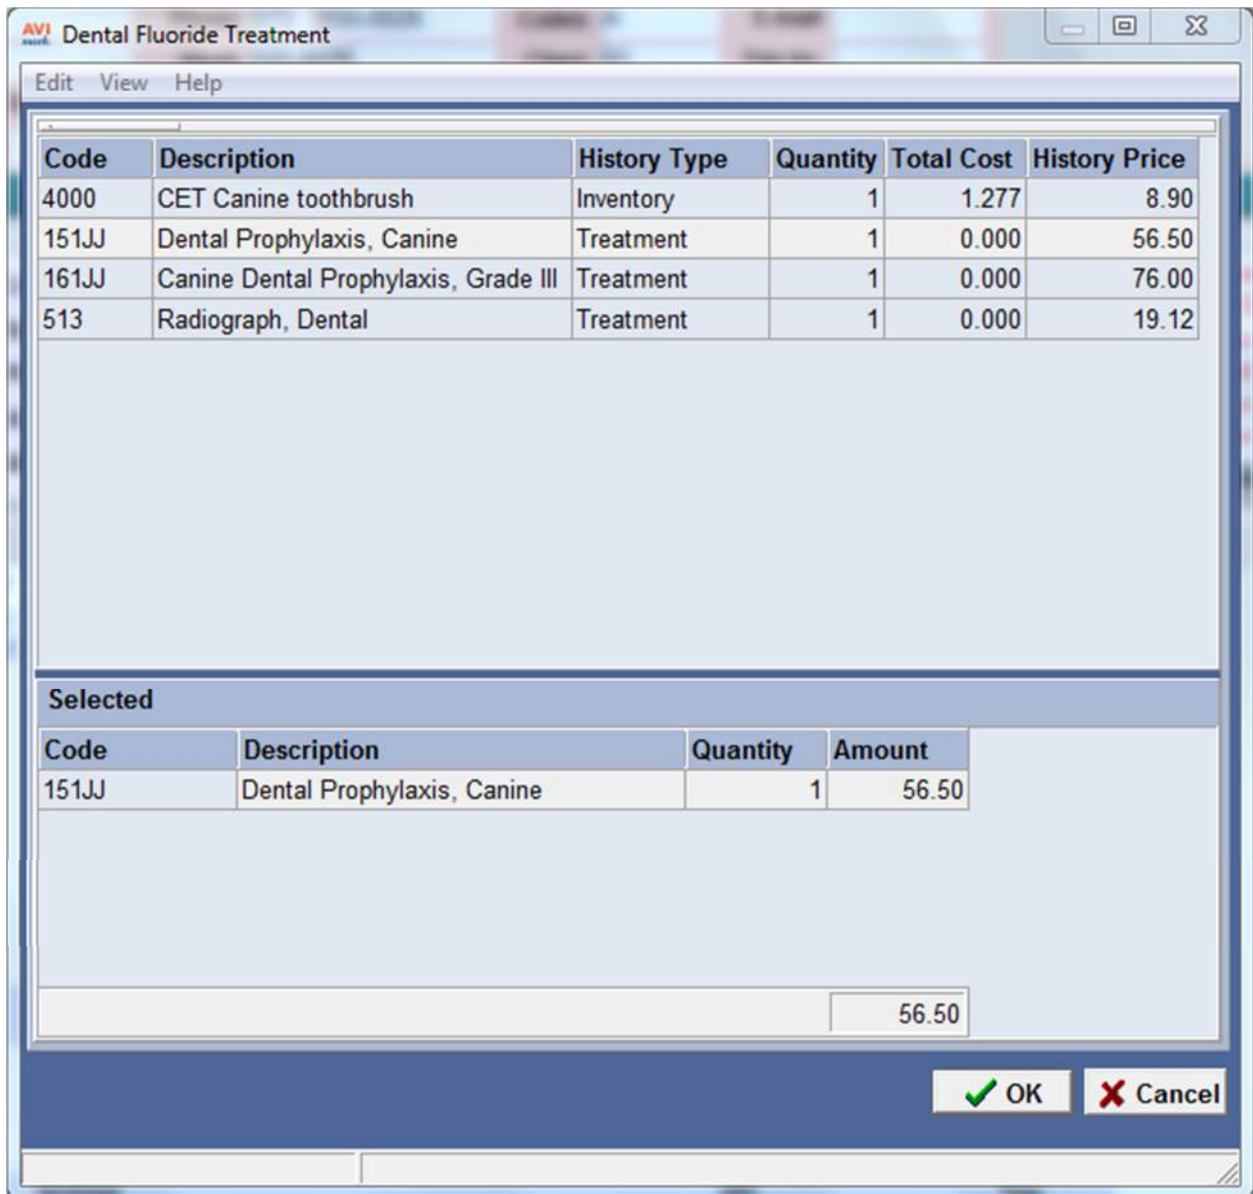 AVI mark Dental Fluoride Treatment
Edit View Help
Code Description History Type Quantity Total Cost History Price
4000 CET Canine toothbrush Inventory 1 1.277 8.90
151JJ Dental Prophylaxis, Canine Treatment 1 0.000 56.50
161JJ Canine Dental Prophylaxis, Grade III Treatment 1 0.000 76.00
513 Radiograph, Dental Treatment 1 0.000 19.12
Selected
Code Description Quantity Amount
151JJ Dental Prophylaxis, Canine 1 56.50
56.50
OK Cancel